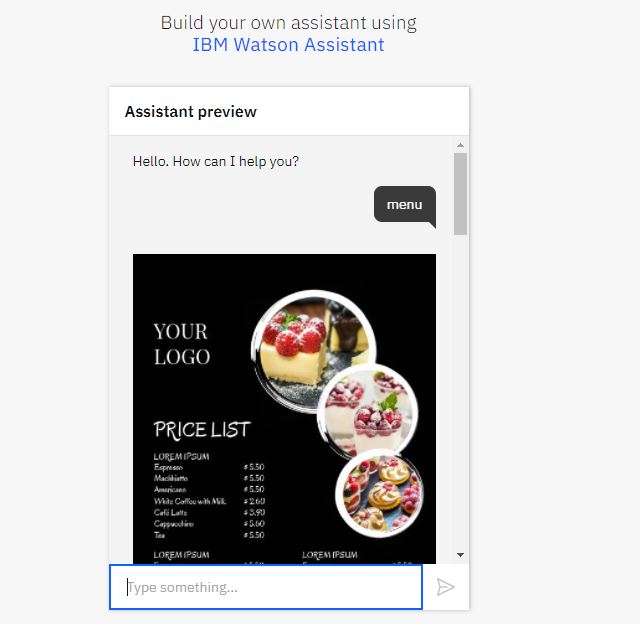 Build your own assistant using
IBM Watson Assistant
Assistant preview
Hello. How can I help you?
menu
YOUR
LOGO
PRICE LIST
LOREM IPSUM
Espresso $ 5.50
Machhiatto $ 5.50
Americano $ 5.50
White Coffee with Milk $ 2.60
Café Latte $ 3.90
Cappucchino $ 5.60
Tea $ 5.50
LOREM IPSUM LOREM IPSUM
Type something...